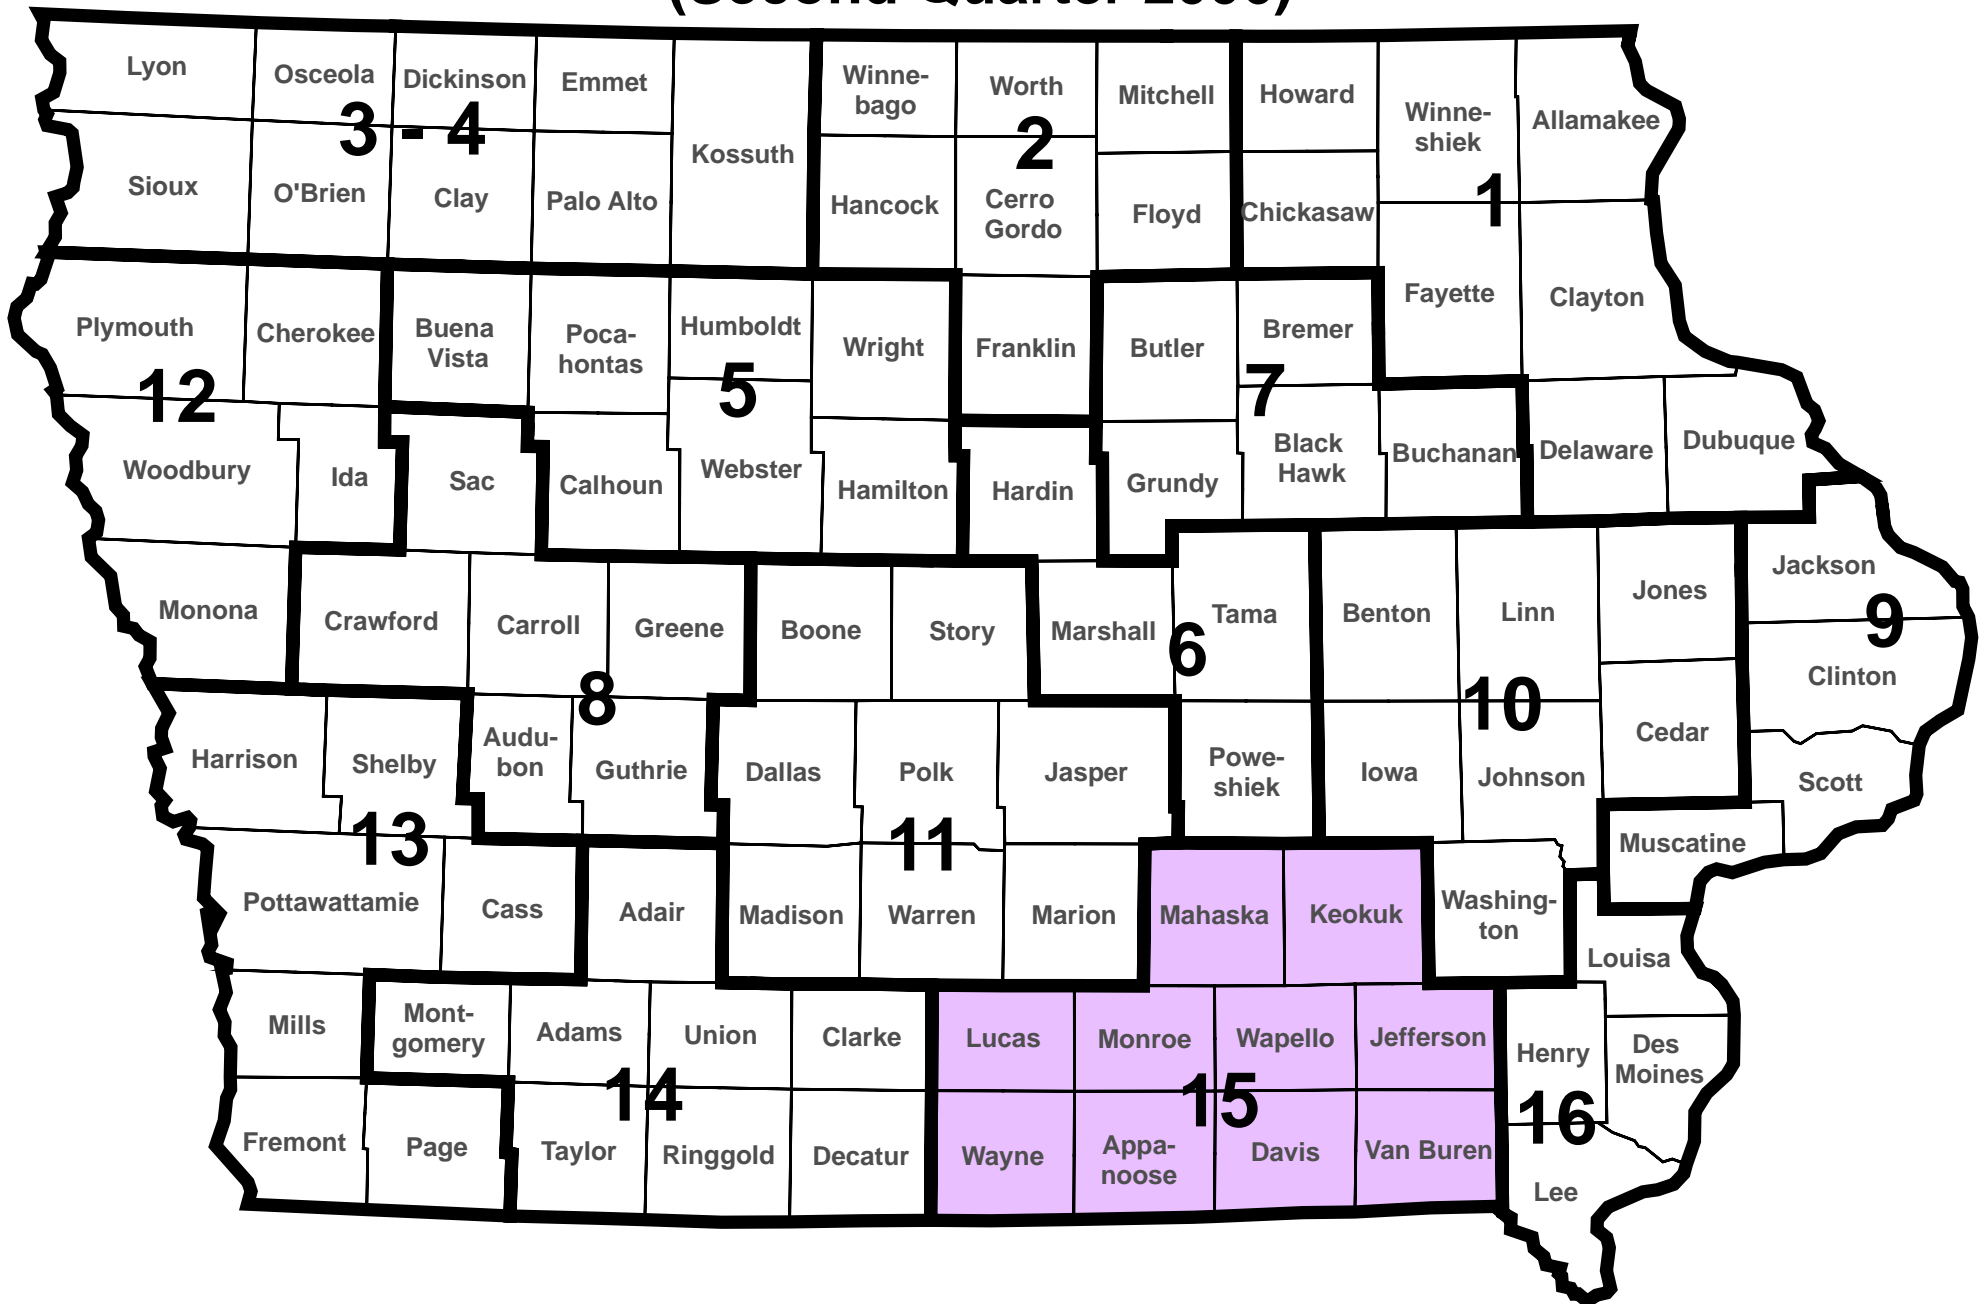 (Second Quarter 2000)
Lyon
Osceola
Dickinson
Emmet
Kossuth
Winne-
bago
Worth
Mitchell
Howard
Winne-
shiek
Allamakee
3 - 4
2
1
Sioux
O'Brien
Clay
Palo Alto
Hancock
Cerro
Gordo
Floyd
Chickasaw
Fayette
Clayton
Plymouth
Cherokee
Buena
Vista
Poca-
hontas
Humboldt
Wright
Franklin
Butler
Bremer
12
5
7
Woodbury
Ida
Sac
Calhoun
Webster
Hamilton
Hardin
Grundy
Black
Hawk
Buchanan
Delaware
Dubuque
Monona
Crawford
Carroll
Greene
Boone
Story
Marshall
Tama
Benton
Linn
Jones
Jackson
8
6
10
9
Clinton
Harrison
Shelby
Audu-
bon
Guthrie
Dallas
Polk
Jasper
Powe-
shiek
Iowa
Johnson
Cedar
Scott
13
11
Muscatine
Pottawattamie
Cass
Adair
Madison
Warren
Marion
Mahaska
Keokuk
Washing-
ton
Louisa
Mills
Mont-
gomery
Adams
Union
Clarke
Lucas
Monroe
Wapello
Jefferson
Henry
Des
Moines
14
15
16
Fremont
Page
Taylor
Ringgold
Decatur
Wayne
Appa-
noose
Davis
Van Buren
Lee